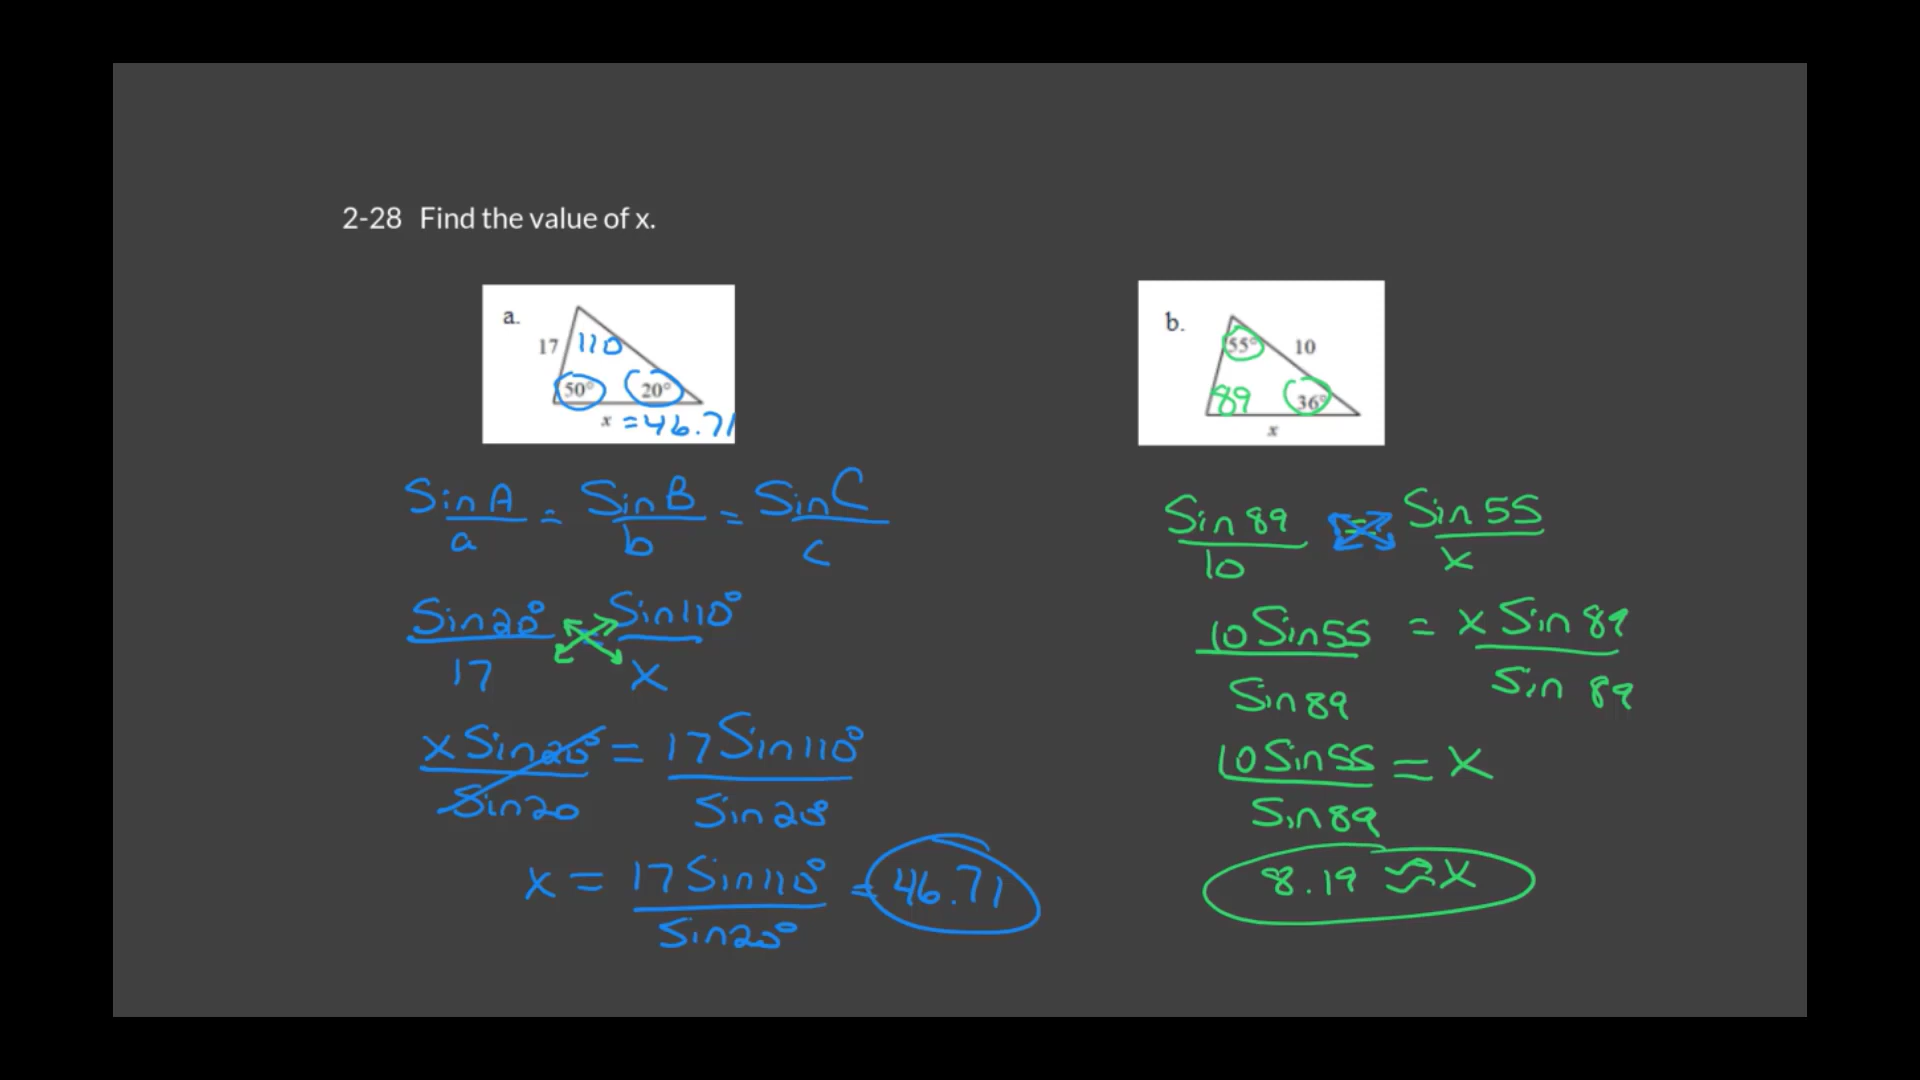 2-28 Find the value of x.
a.
17
110
50°
20°
x = 46.71
Sin A / a = Sin B / b = Sin C / c
Sin 20° / 17 = Sin 110° / x
x Sin 20° / Sin 20 = 17 Sin 110° / Sin 20°
x = 17 Sin 110° / Sin 20° = 46.71
b.
55°
10
89
36°
x
Sin 89 / 10 = Sin 55 / x
10 Sin 55 / Sin 89 = x Sin 89 / Sin 89
10 Sin 55 / Sin 89 = x
8.19 ≈ x